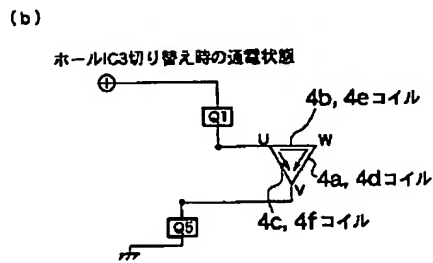 (b)
ホールIC3切り替え時の通電状態
Q1
4b, 4eコイル
U
W
4a, 4dコイル
V
4c, 4fコイル
Q5